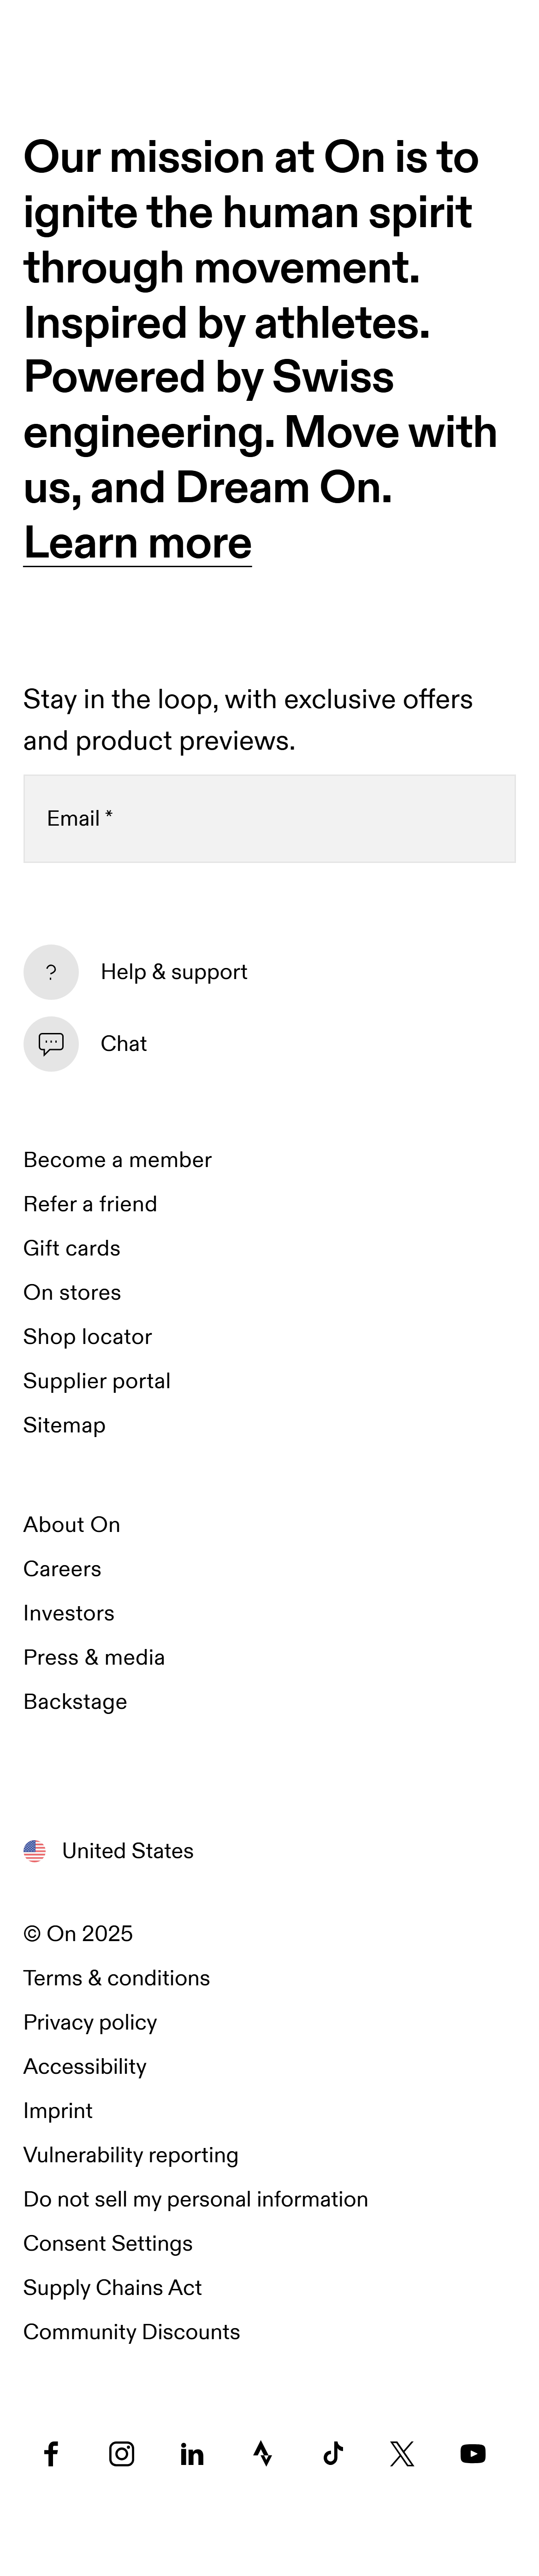 Our mission at On is to
ignite the human spirit
through movement.
Inspired by athletes.
Powered by Swiss
engineering. Move with
us, and Dream On.
Learn more
Stay in the loop, with exclusive offers
and product previews.
Email *
?
Help & support
Chat
Become a member
Refer a friend
Gift cards
On stores
Shop locator
Supplier portal
Sitemap
About On
Careers
Investors
Press & media
Backstage
United States
© On 2025
Terms & conditions
Privacy policy
Accessibility
Imprint
Vulnerability reporting
Do not sell my personal information
Consent Settings
Supply Chains Act
Community Discounts